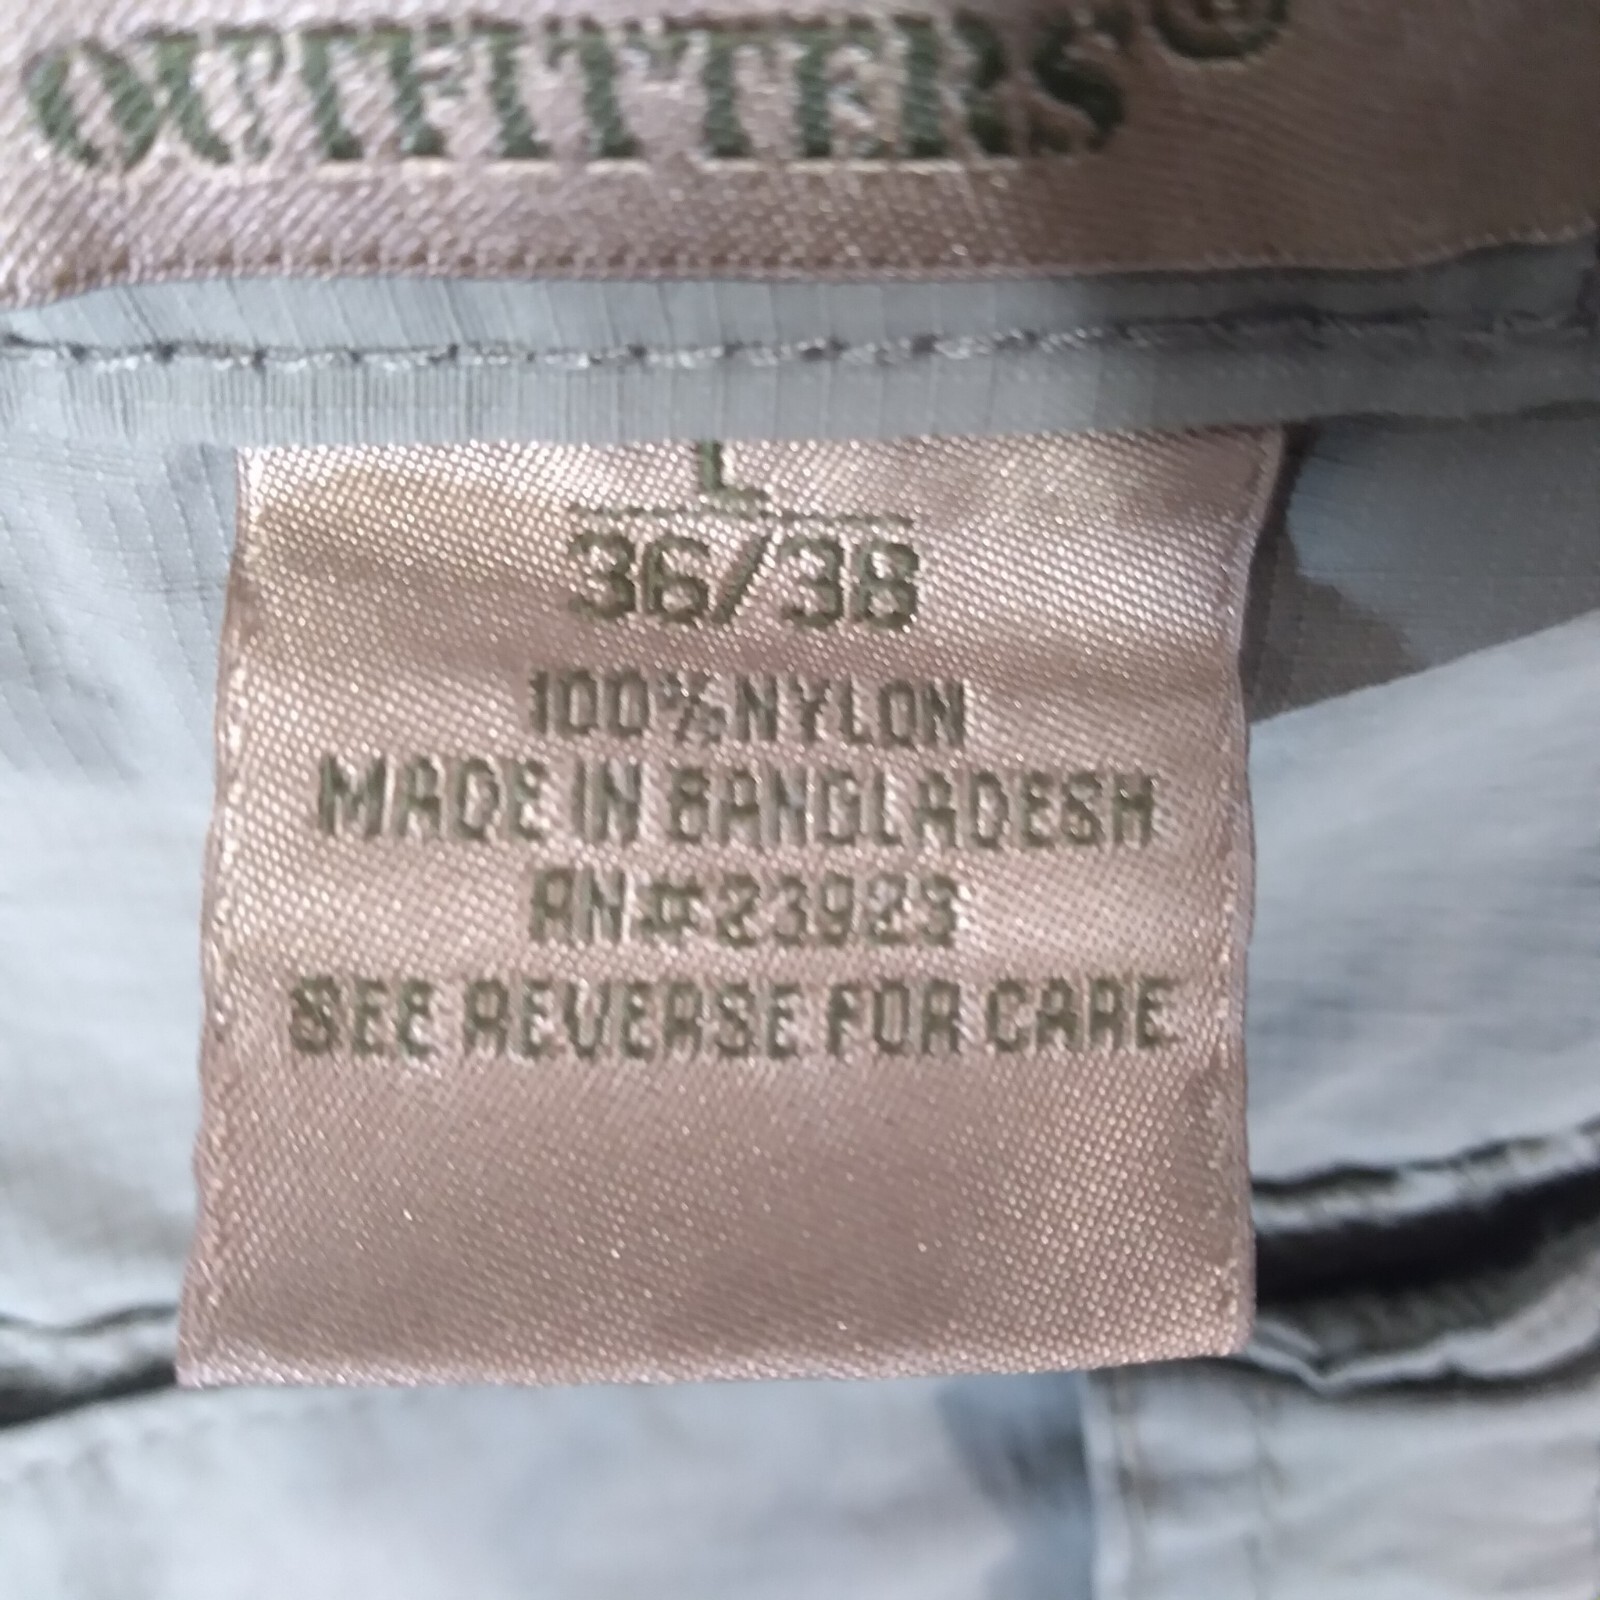 OUTFITTERS®
L
36/38
100% NYLON
MADE IN BANGLADESH
RN#23923
SEE REVERSE FOR CARE